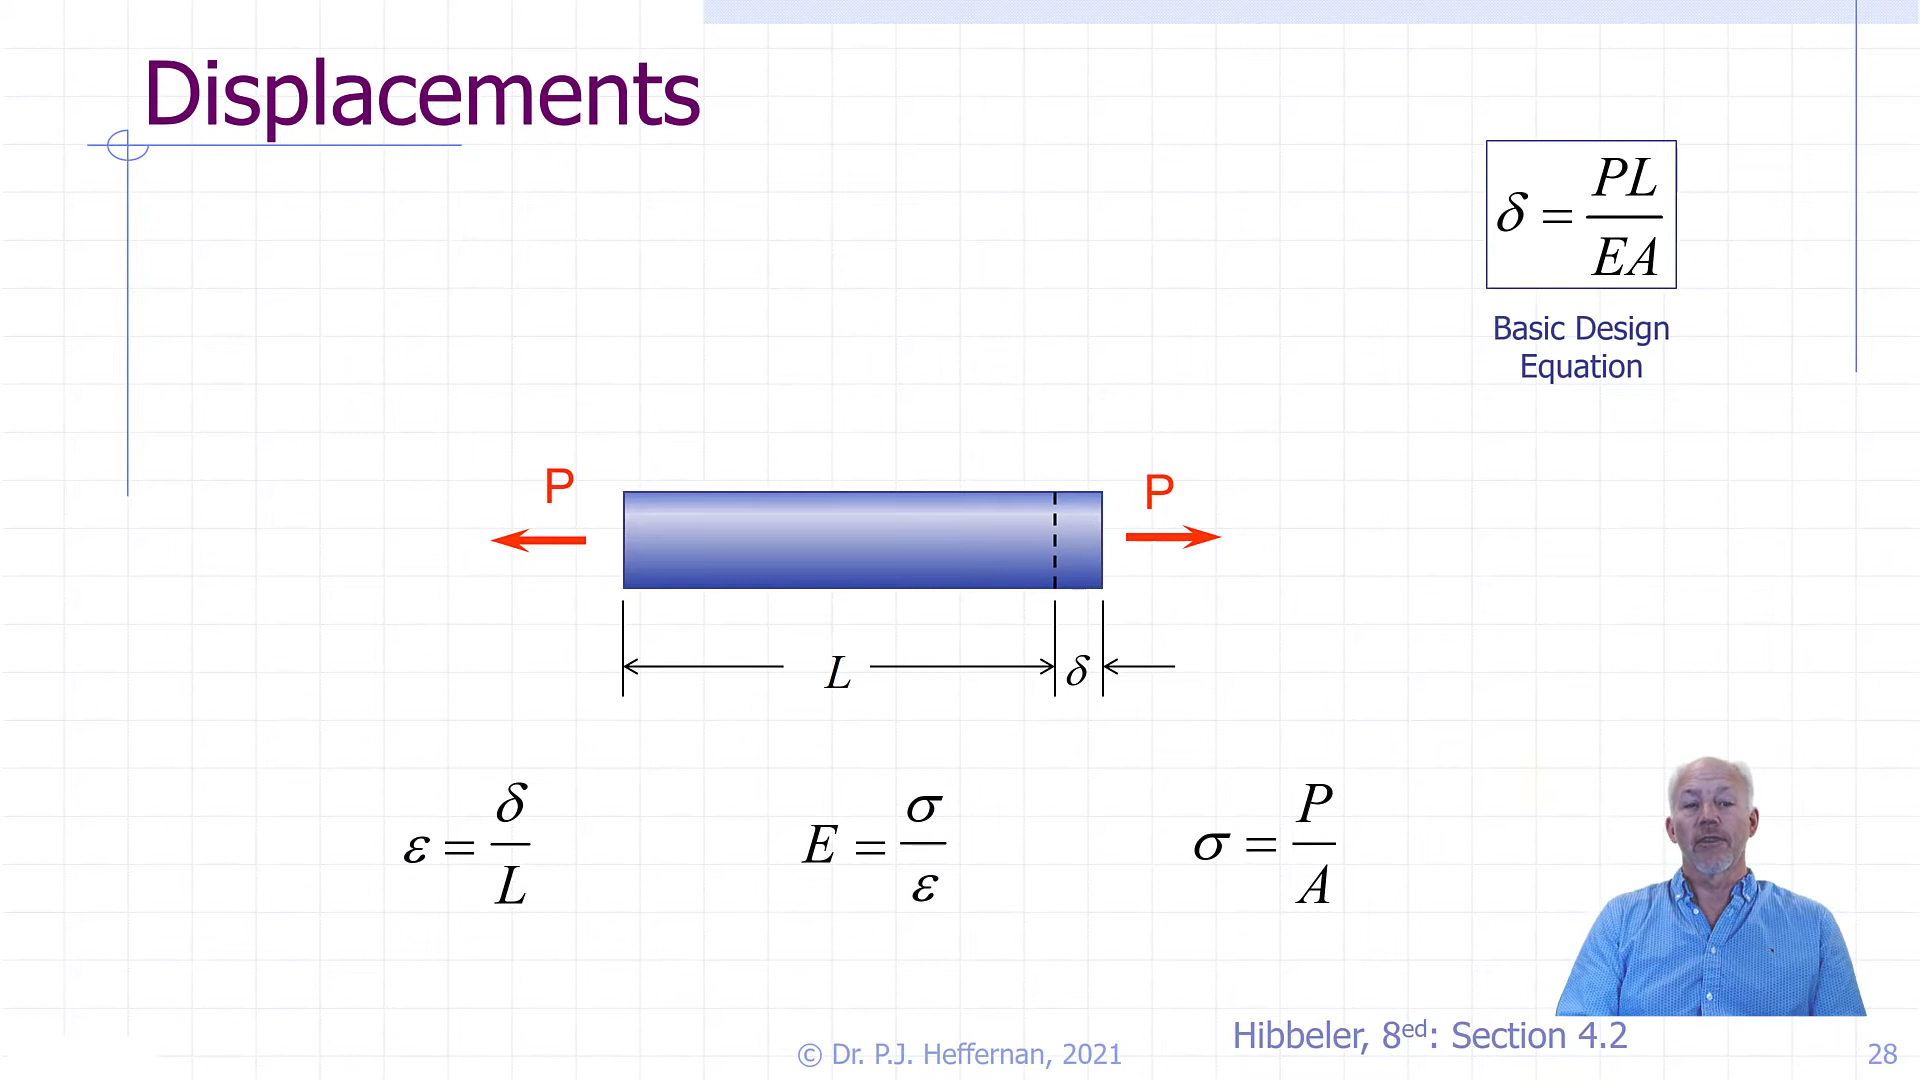 Displacements
δ = PL / EA
Basic Design
Equation
P
P
L
δ
ε = δ / L
E = σ / ε
σ = P / A
Hibbeler, 8ed: Section 4.2
© Dr. P.J. Heffernan, 2021
28